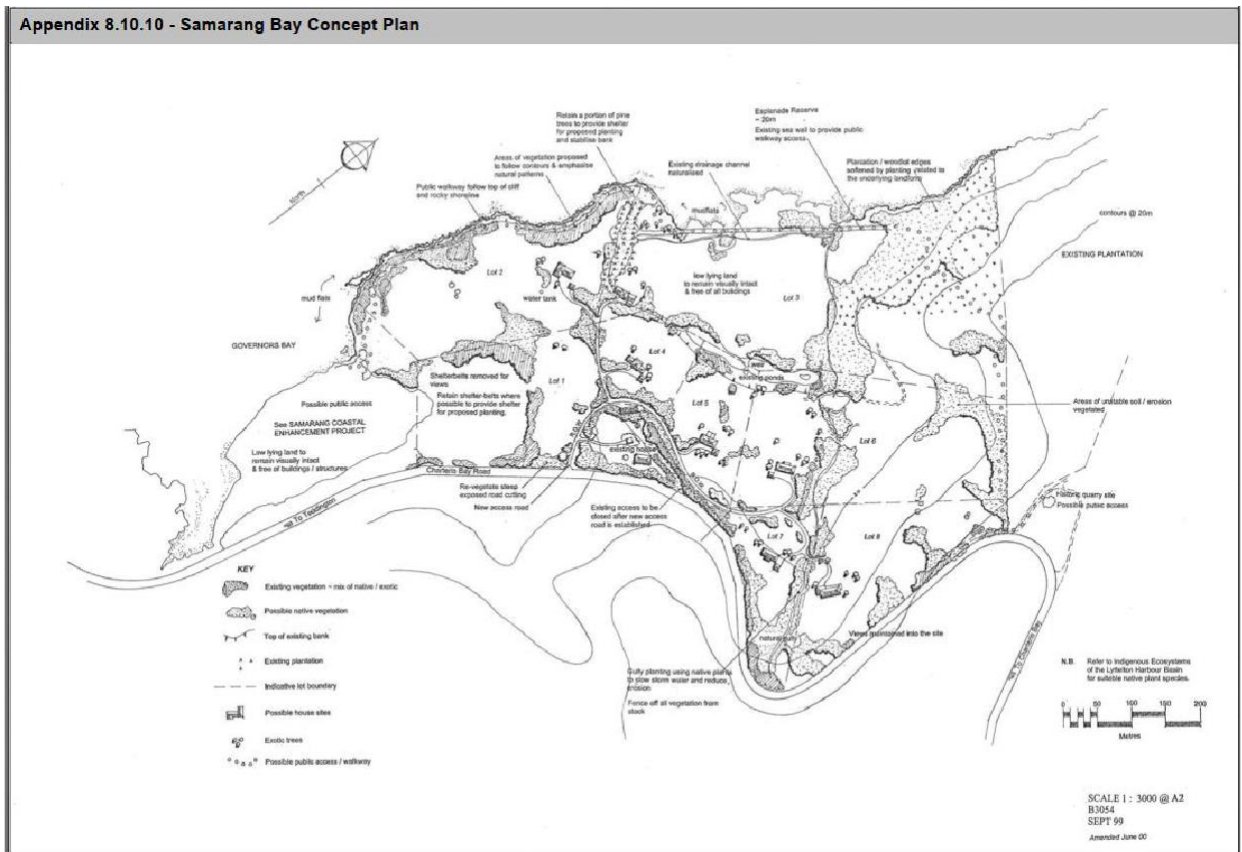 Appendix 8.10.10 - Samarang Bay Concept Plan
Retain a portion of pine
trees to provide shelter
for proposed planting
and stabilise bank
Esplanade Reserve
~ 20m
Existing sea wall to provide public
walkway access
Areas of vegetation proposed
to follow contours & emphasise
natural patterns
Existing drainage channel
naturalised
Plantation / woodlot edges
softened by planting related to
the underlying landform
Public walkway follow top of cliff
and rocky shoreline
North
mudflats
contours @ 20m
EXISTING PLANTATION
Lot 2
low lying land
to remain visually intact
& free of all buildings
Lot 3
water tank
mud flats
GOVERNORS BAY
Lot 4
existing ponds
Shelterbelts removed for
views
Lot 1
Retain shelter-belts where
possible to provide shelter
for proposed planting.
Possible public access
See SAMARANG COASTAL
ENHANCEMENT PROJECT
Lot 5
Areas of unstable soil / erosion
vegetated
Lot 6
Low lying land to
remain visually intact
& free of buildings / structures
existing house
Charteris Bay Road
Re-vegetate steep
exposed road cutting
New access road
Existing access to be
closed after new access
road is established
Historic quarry site
Possible public access
To Teddington
Lot 7
Lot 8
KEY
Existing vegetation - mix of native / exotic
Possible native vegetation
Top of existing bank
Existing plantation
Indicative lot boundary
Possible house sites
Exotic trees
Possible public access / walkway
natural gully
Views maintained into the site
Gully planting using native plants
to slow storm water and reduce
erosion
Fence off all vegetation from
stock
N.B. Refer to Indigenous Ecosystems
of the Lyttelton Harbour Basin
for suitable native plant species.
0 50 100 150 200
Metres
SCALE 1 : 3000 @ A2
B3054
SEPT 99
Amended June 00